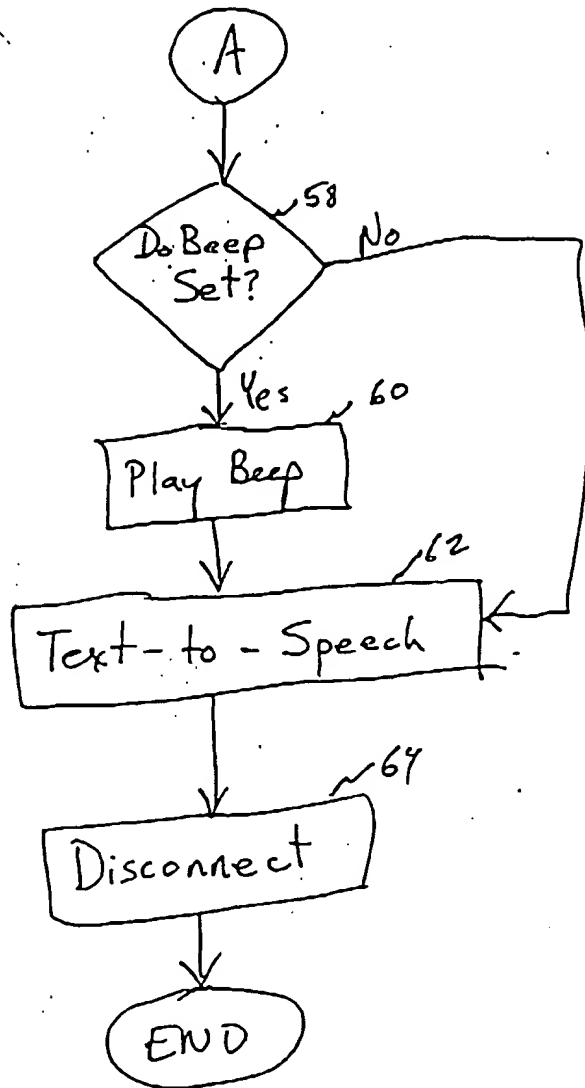 A
58
Do Beep
Set?
No
Yes
60
Play Beep
62
Text-to-Speech
64
Disconnect
END